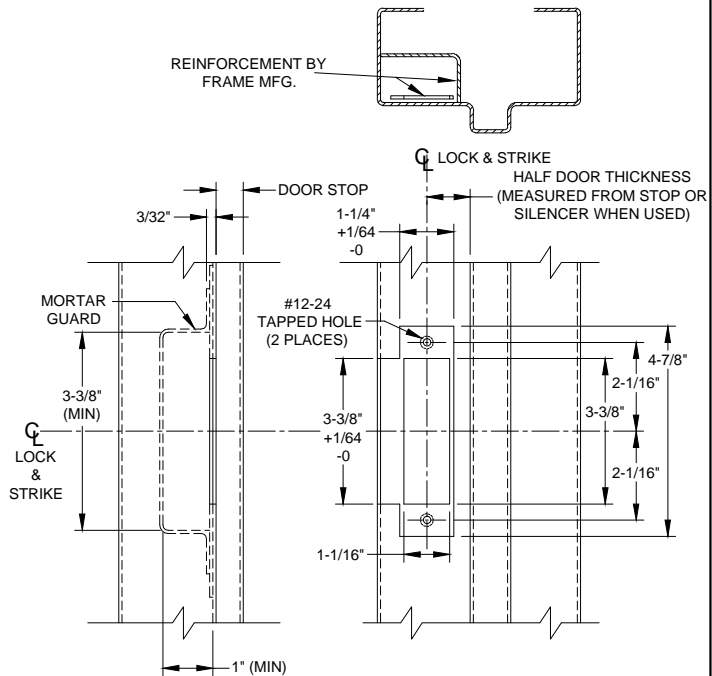 REINFORCEMENT BY
FRAME MFG.
℄ LOCK & STRIKE
HALF DOOR THICKNESS
(MEASURED FROM STOP OR
SILENCER WHEN USED)
DOOR STOP
3/32"
1-1/4"
+1/64
-0
MORTAR
GUARD
#12-24
TAPPED HOLE
(2 PLACES)
4-7/8"
2-1/16"
3-3/8"
(MIN)
3-3/8"
+1/64
-0
3-3/8"
℄
LOCK
&
STRIKE
2-1/16"
1-1/16"
1" (MIN)